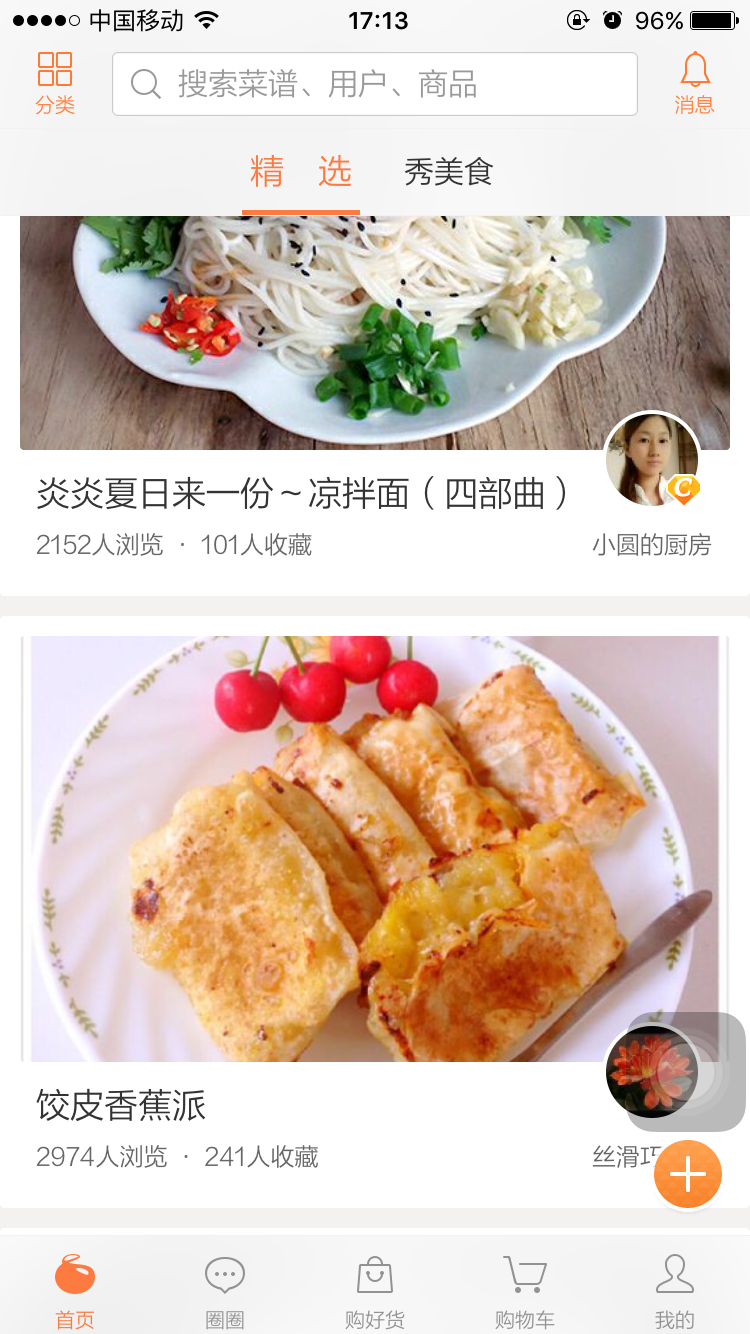 中国移动 17:13 96%
分类 搜索菜谱、用户、商品 消息
精 选 秀美食
炎炎夏日来一份~凉拌面（四部曲）
2152人浏览 · 101人收藏 小圆的厨房
饺皮香蕉派
2974人浏览 · 241人收藏 丝滑巧
首页 圈圈 购好货 购物车 我的